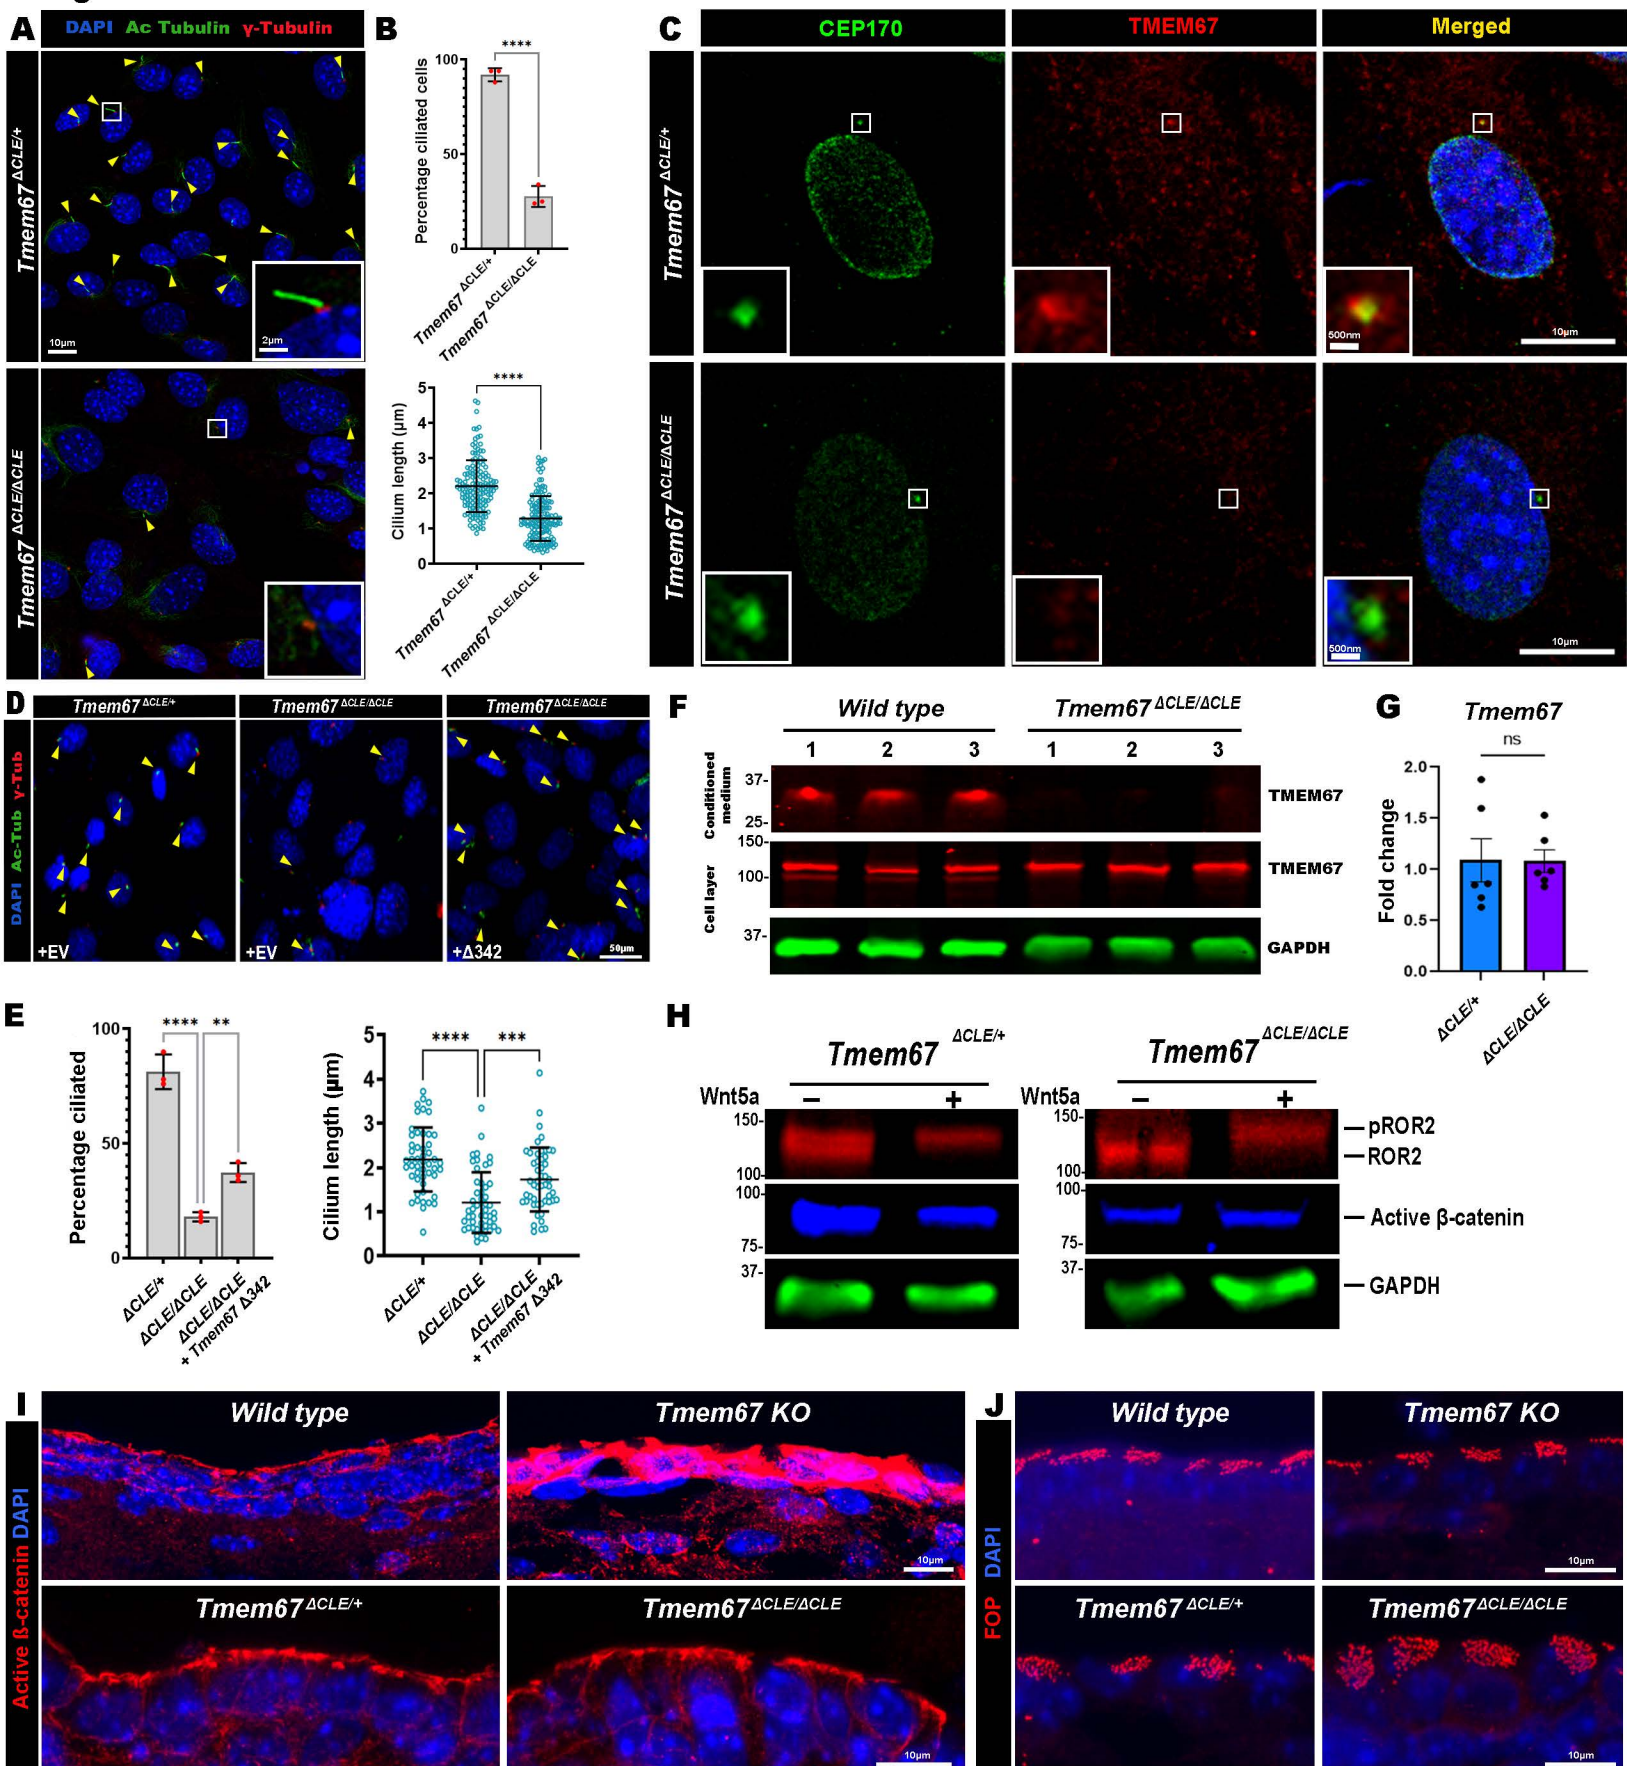 A
DAPI Ac Tubulin γ-Tubulin
Tmem67 ΔCLE/+
10µm
2µm
Tmem67 ΔCLE/ΔCLE
B
****
Percentage ciliated cells
100
50
0
Tmem67 ΔCLE/+
Tmem67 ΔCLE/ΔCLE
****
Cilium length (µm)
5
4
3
2
1
0
Tmem67 ΔCLE/+
Tmem67 ΔCLE/ΔCLE
C
CEP170
TMEM67
Merged
Tmem67 ΔCLE/+
500nm
10µm
Tmem67 ΔCLE/ΔCLE
500nm
10µm
D
Tmem67 ΔCLE/+
Tmem67 ΔCLE/ΔCLE
Tmem67 ΔCLE/ΔCLE
DAPI Ac-Tub γ-Tub
+EV
+EV
+Δ342
50µm
E
**** **
Percentage ciliated
100
50
0
ΔCLE/+
ΔCLE/ΔCLE
ΔCLE/ΔCLE
+ Tmem67 Δ342
**** ***
Cilium length (µm)
5
4
3
2
1
0
ΔCLE/+
ΔCLE/ΔCLE
ΔCLE/ΔCLE
+ Tmem67 Δ342
F
Wild type
Tmem67 ΔCLE/ΔCLE
1 2 3 1 2 3
Conditioned
medium
37-
25-
TMEM67
Cell layer
150-
100-
TMEM67
37-
GAPDH
G
Tmem67
ns
Fold change
2.0
1.5
1.0
0.5
0.0
ΔCLE/+
ΔCLE/ΔCLE
H
Tmem67 ΔCLE/+
Tmem67 ΔCLE/ΔCLE
Wnt5a − +
Wnt5a − +
150-
100-
150-
100-
pROR2
ROR2
100-
75-
100-
75-
Active β-catenin
37-
37-
GAPDH
I
Active ß-catenin DAPI
Wild type
Tmem67 KO
10µm
Tmem67 ΔCLE/+
Tmem67 ΔCLE/ΔCLE
10µm
J
FOP DAPI
Wild type
Tmem67 KO
10µm
Tmem67 ΔCLE/+
Tmem67 ΔCLE/ΔCLE
10µm